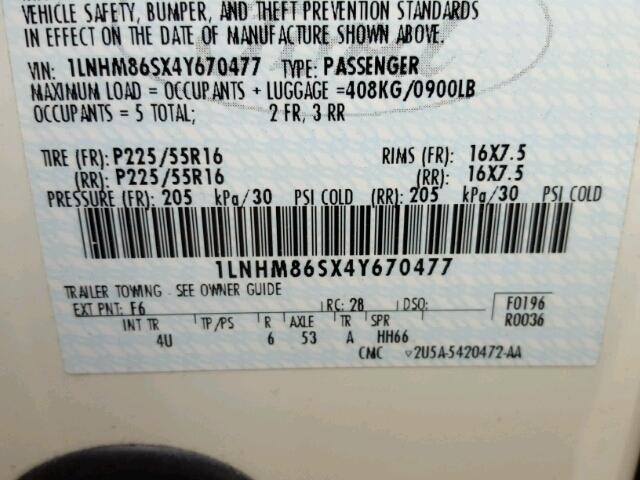 VEHICLE SAFETY, BUMPER, AND THEFT PREVENTION STANDARDS
IN EFFECT ON THE DATE OF MANUFACTURE SHOWN ABOVE.
VIN: 1LNHM86SX4Y670477 TYPE: PASSENGER
MAXIMUM LOAD = OCCUPANTS + LUGGAGE =408KG/0900LB
OCCUPANTS = 5 TOTAL; 2 FR, 3 RR
TIRE (FR): P225/55R16 RIMS (FR): 16X7.5
(RR): P225/55R16 (RR): 16X7.5
PRESSURE (FR): 205 kPa/30 PSI COLD (RR): 205 kPa/30 PSI COLD
1LNHM86SX4Y670477
TRAILER TOWING - SEE OWNER GUIDE
EXT PNT: F6 RC: 28 DSO: F0196
INT TR TP/PS R AXLE TR SPR R0036
4U 6 53 A HH66
CMC ▽2U5A-5420472-AA